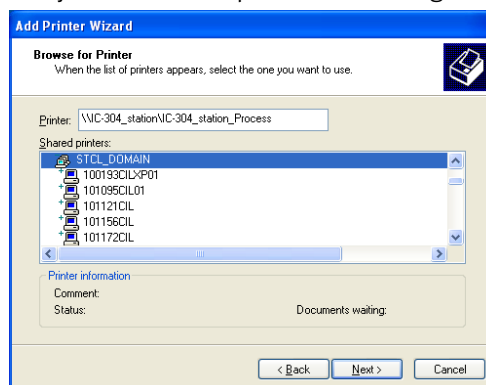 Add Printer Wizard
Browse for Printer
When the list of printers appears, select the one you want to use.
Printer: \\IC-304_station\IC-304_station_Process
Shared printers:
STCL_DOMAIN
100193CILXP01
101095CIL01
101121CIL
101156CIL
101172CIL
Printer information
Comment:
Status: Documents waiting:
< Back Next > Cancel